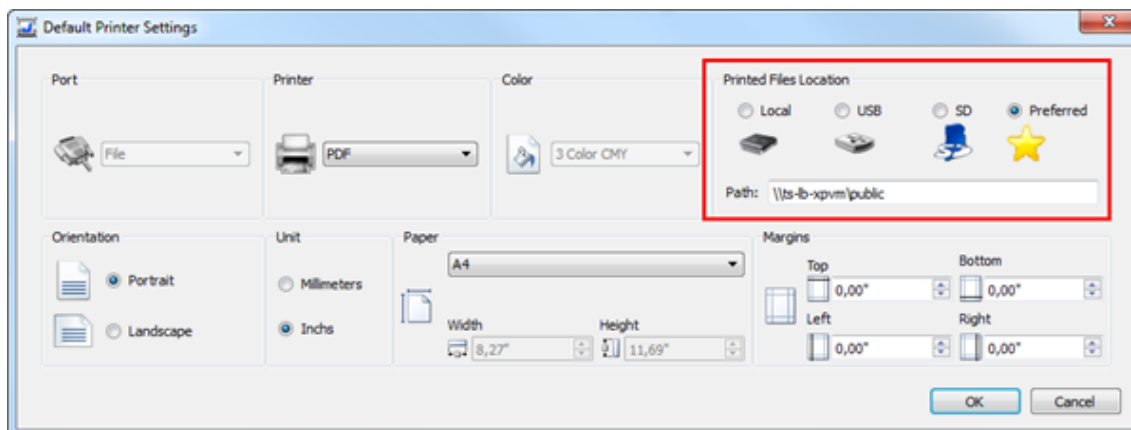 Default Printer Settings
Port
Printer
Color
Printed Files Location
Local
USB
SD
Preferred
File
PDF
3 Color CMY
Path: \\ts-lb-xpvm\public
Orientation
Unit
Paper
Margins
A4
Top
Bottom
Portrait
Millimeters
0,00"
0,00"
Width
Height
Left
Right
Landscape
Inchs
8,27"
11,69"
0,00"
0,00"
OK
Cancel